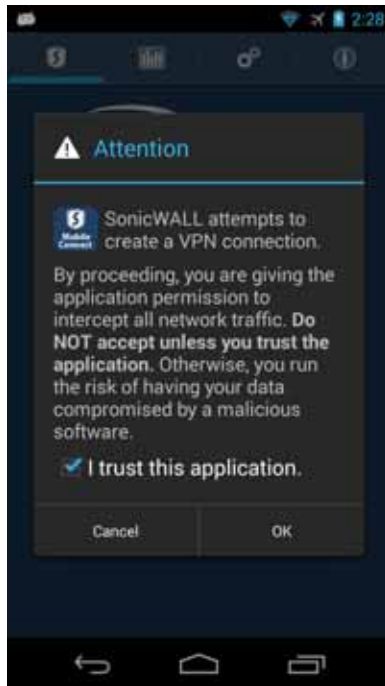 2:28
Attention
SonicWALL attempts to
create a VPN connection.
By proceeding, you are giving the
application permission to
intercept all network traffic. Do
NOT accept unless you trust the
application. Otherwise, you run
the risk of having your data
compromised by a malicious
software.
I trust this application.
Cancel OK